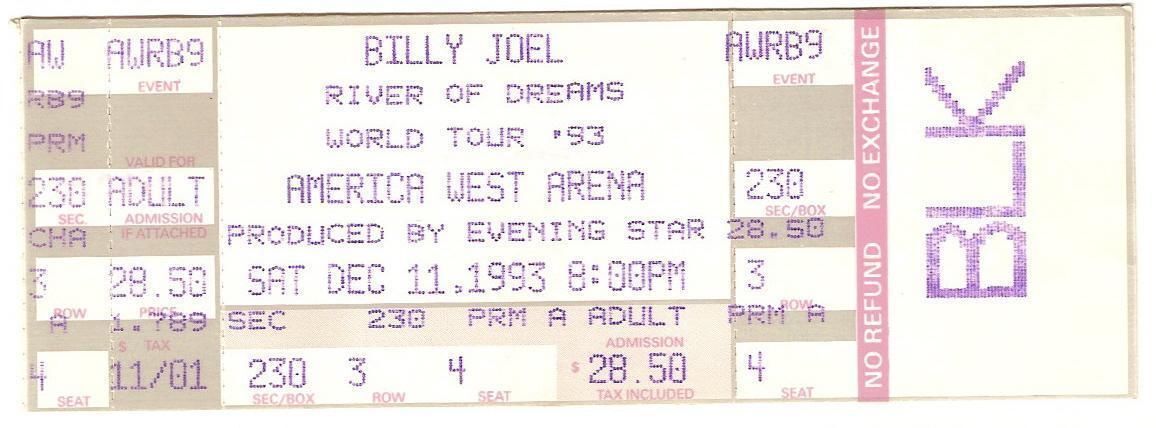 AW AWRB9 BILLY JOEL AWRB9
EVENT EVENT
RB9 RIVER OF DREAMS
PRM WORLD TOUR '93
VALID FOR
230 ADULT AMERICA WEST ARENA 230
SEC. ADMISSION SEC/BOX
CHA IF ATTACHED PRODUCED BY EVENING STAR 28.50
3 28.50 SAT DEC 11,1993 8:00PM 3
ROW PRICE ROW
A 1.789 SEC 230 PRM A ADULT PRM A
$ TAX ADMISSION
4 11/01 230 3 4 $ 28.50 4
SEAT SEC/BOX ROW SEAT TAX INCLUDED SEAT
NO REFUND NO EXCHANGE
BLK